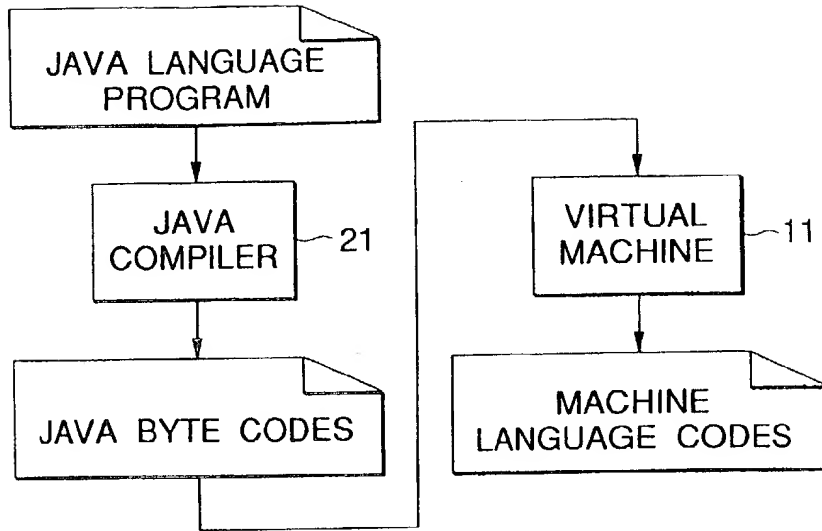 JAVA LANGUAGE
PROGRAM
JAVA
COMPILER
21
JAVA BYTE CODES
VIRTUAL
MACHINE
11
MACHINE
LANGUAGE CODES